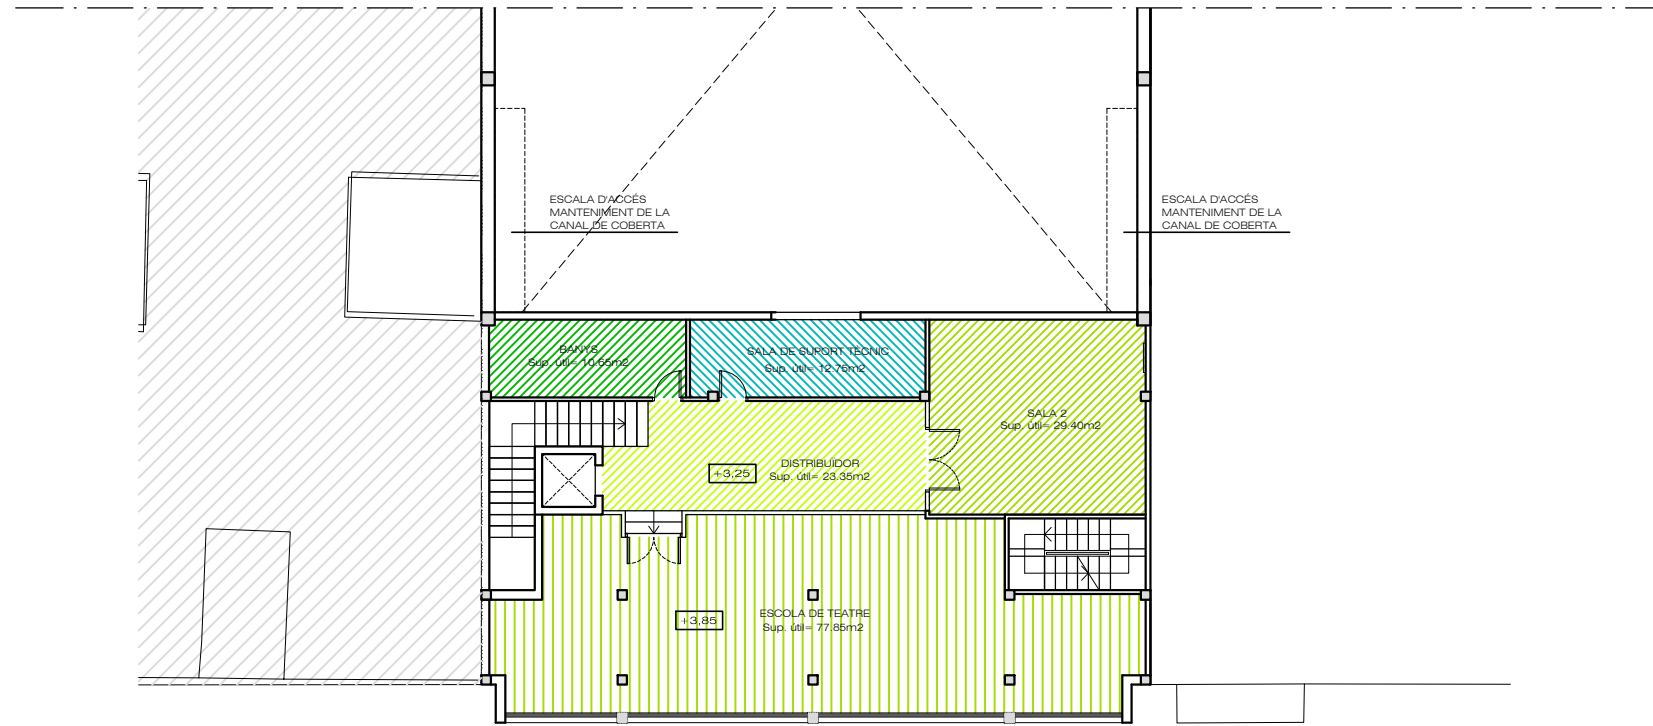 ESCALA D'ACCÉS
MANTENIMENT DE LA
CANAL DE COBERTA
ESCALA D'ACCÉS
MANTENIMENT DE LA
CANAL DE COBERTA
BANYS
Sup. útil= 10.65m2
SALA DE SUPORT TÈCNIC
Sup. útil= 12.75m2
SALA 2
Sup. útil= 29.40m2
DISTRIBUÏDOR
Sup. útil= 23.35m2
+3,25
ESCOLA DE TEATRE
Sup. útil= 77.85m2
+3,85